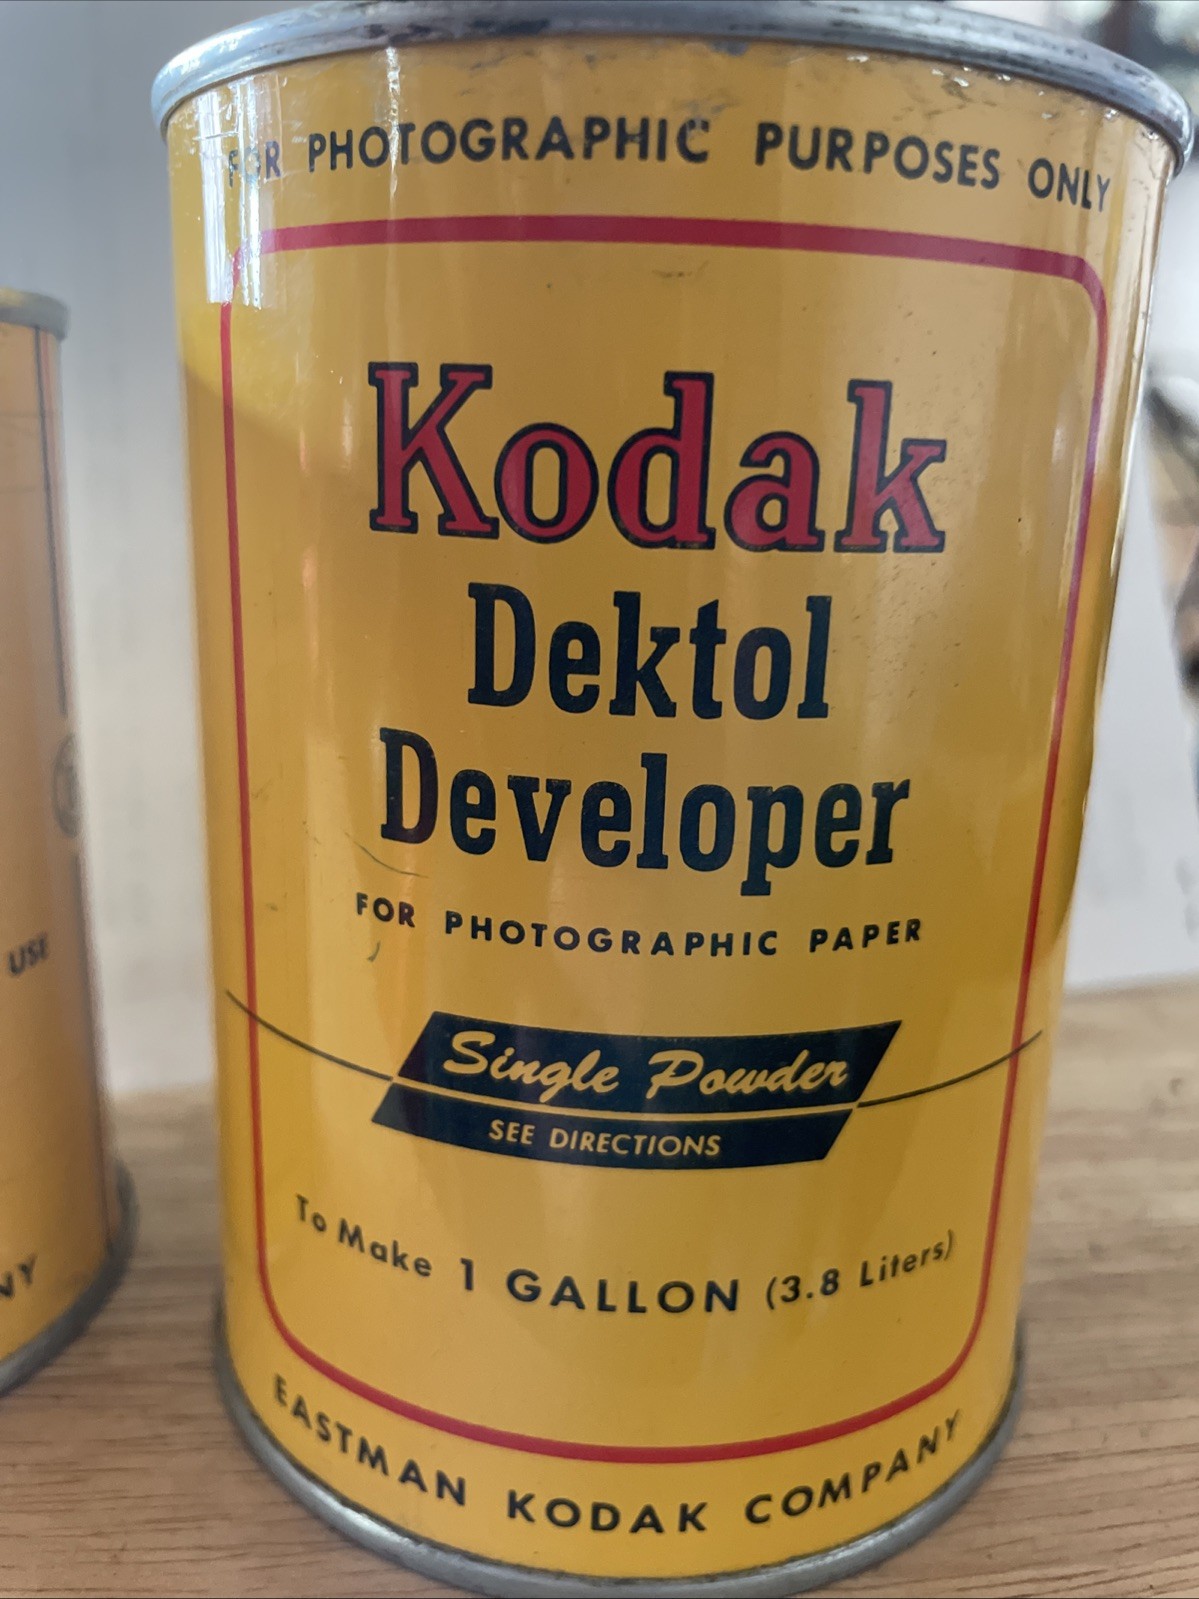 FOR PHOTOGRAPHIC PURPOSES ONLY
Kodak
Dektol
Developer
FOR PHOTOGRAPHIC PAPER
Single Powder
SEE DIRECTIONS
To Make 1 GALLON (3.8 Liters)
EASTMAN KODAK COMPANY
USE
NY